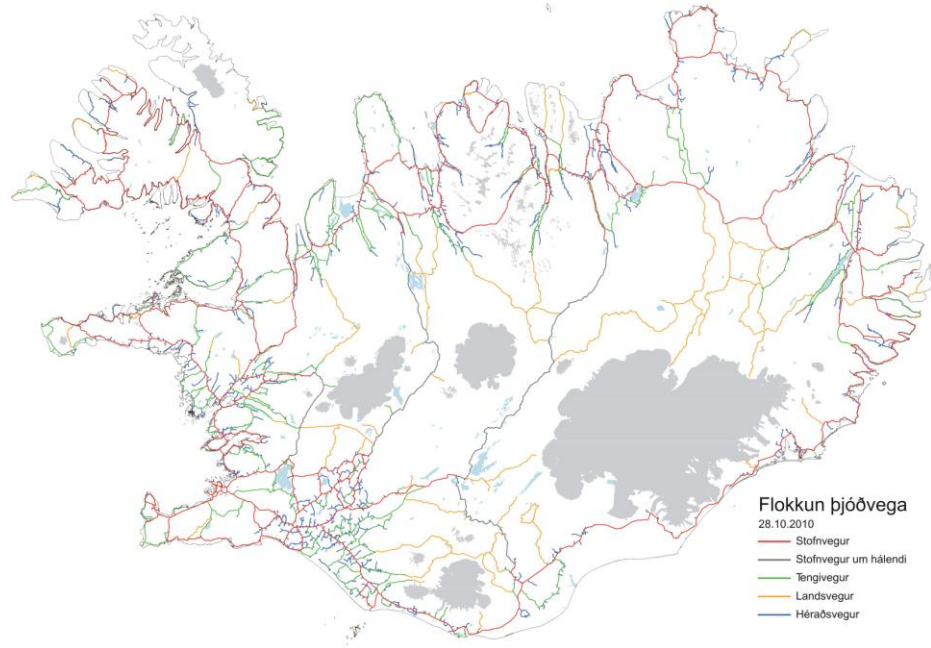 Flokkun þjóðvega
28.10.2010
Stofnvegur
Stofnvegur um hálendi
Tengivegur
Landsvegur
Héraðsvegur